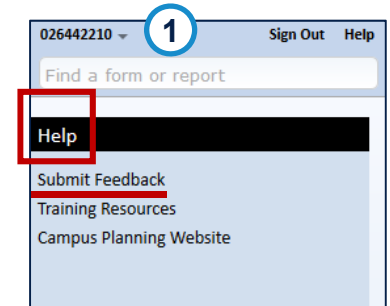 026442210 1 Sign Out Help
Find a form or report
Help
Submit Feedback
Training Resources
Campus Planning Website